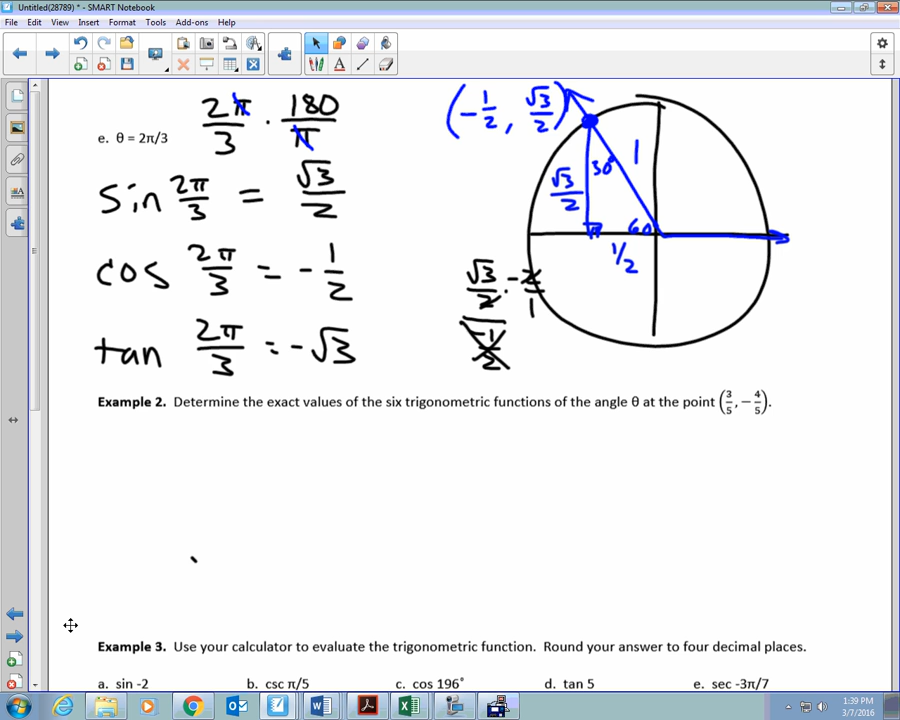 Untitled(28789) * - SMART Notebook
File Edit View Insert Format Tools Add-ons Help
e. θ = 2π/3
2π/3 · 180/π
sin 2π/3 = √3/2
cos 2π/3 = -1/2
tan 2π/3 = -√3
(-1/2, √3/2)
1
30°
√3/2
60
1/2
√3/2 · -2/1
-1/2
Example 2. Determine the exact values of the six trigonometric functions of the angle θ at the point (3/5, -4/5).
Example 3. Use your calculator to evaluate the trigonometric function. Round your answer to four decimal places.
a. sin -2 b. csc π/5 c. cos 196° d. tan 5 e. sec -3π/7
1:39 PM
3/7/2016